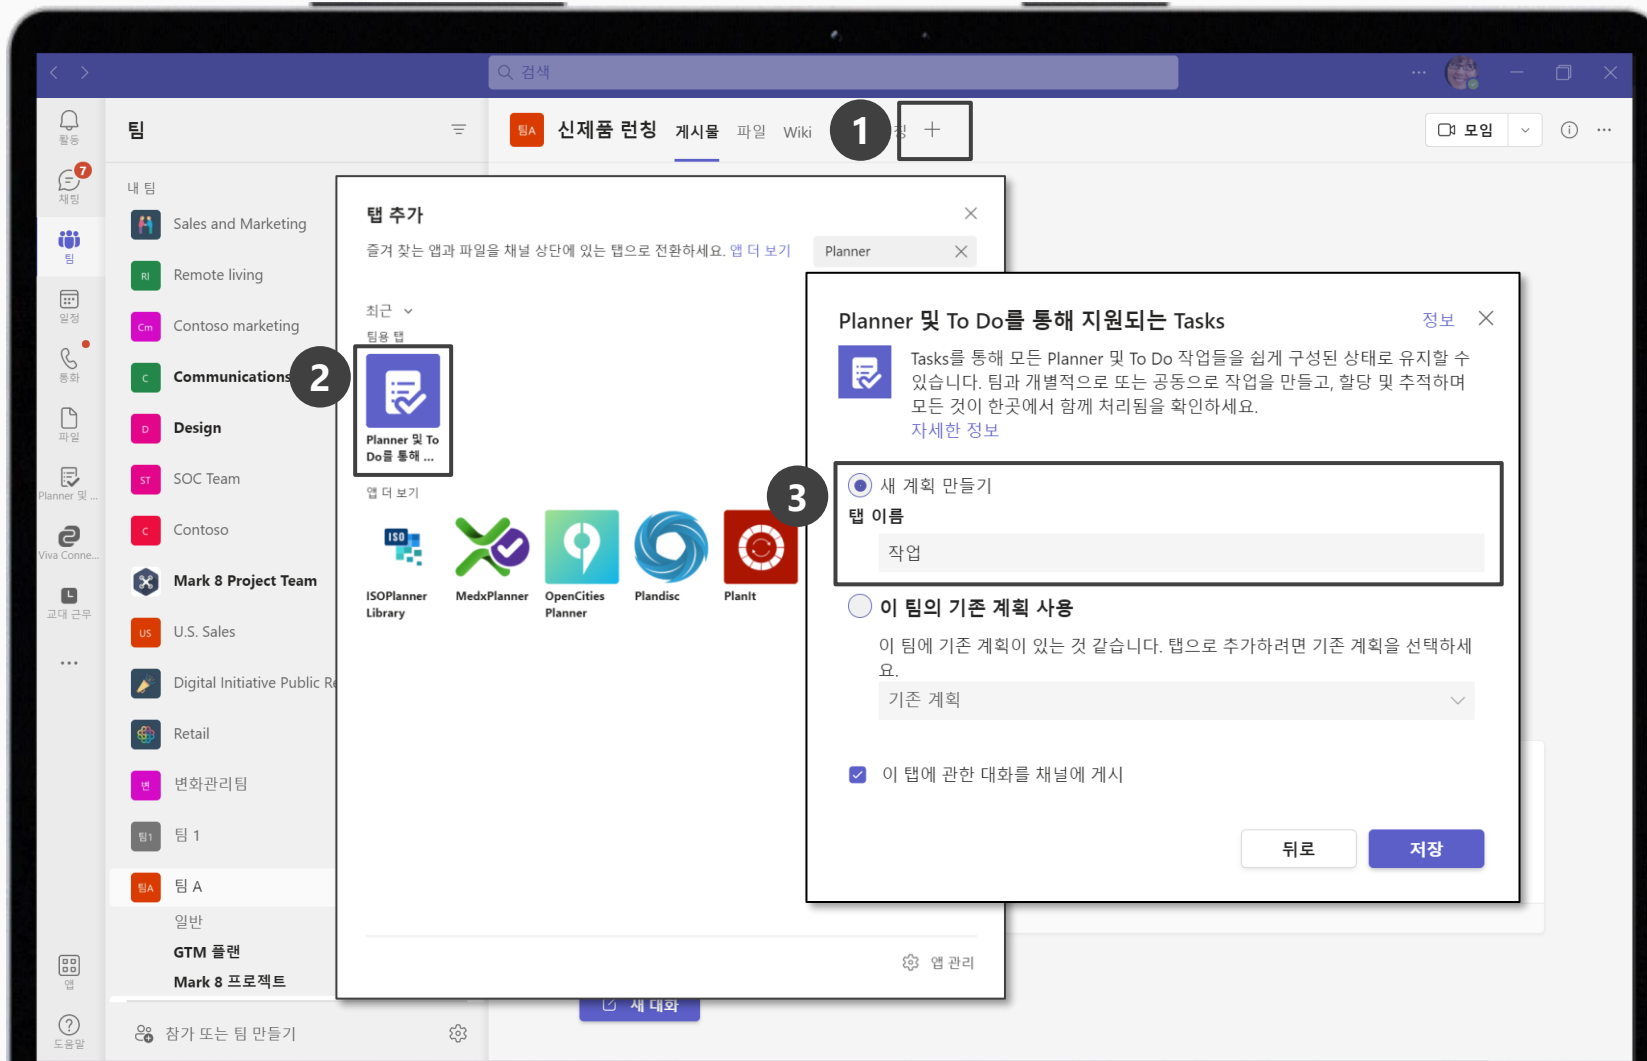 검색
활동
7
채팅
팀
일정
통화
파일
Planner 및 ...
Viva Conne...
교대 근무
앱
도움말
팀
내 팀
Sales and Marketing
RI
Remote living
Cm
Contoso marketing
C
Communications
D
Design
ST
SOC Team
C
Contoso
Mark 8 Project Team
US
U.S. Sales
Digital Initiative Public Re
Retail
변
변화관리팀
팀1
팀 1
팀A
팀 A
일반
GTM 플랜
Mark 8 프로젝트
참가 또는 팀 만들기
팀A
신제품 런칭
게시물
파일
Wiki
1
모임
탭 추가
즐겨 찾는 앱과 파일을 채널 상단에 있는 탭으로 전환하세요. 앱 더 보기
Planner
최근
팀용 탭
2
Planner 및 To
Do를 통해 ...
앱 더 보기
ISO
ISOPlanner
Library
MedxPlanner
OpenCities
Planner
Plandisc
PlanIt
앱 관리
새 대화
Planner 및 To Do를 통해 지원되는 Tasks
정보
Tasks를 통해 모든 Planner 및 To Do 작업들을 쉽게 구성된 상태로 유지할 수
있습니다. 팀과 개별적으로 또는 공동으로 작업을 만들고, 할당 및 추적하며
모든 것이 한곳에서 함께 처리됨을 확인하세요.
자세한 정보
3
새 계획 만들기
탭 이름
작업
이 팀의 기존 계획 사용
이 팀에 기존 계획이 있는 것 같습니다. 탭으로 추가하려면 기존 계획을 선택하세
요.
기존 계획
이 탭에 관한 대화를 채널에 게시
뒤로
저장